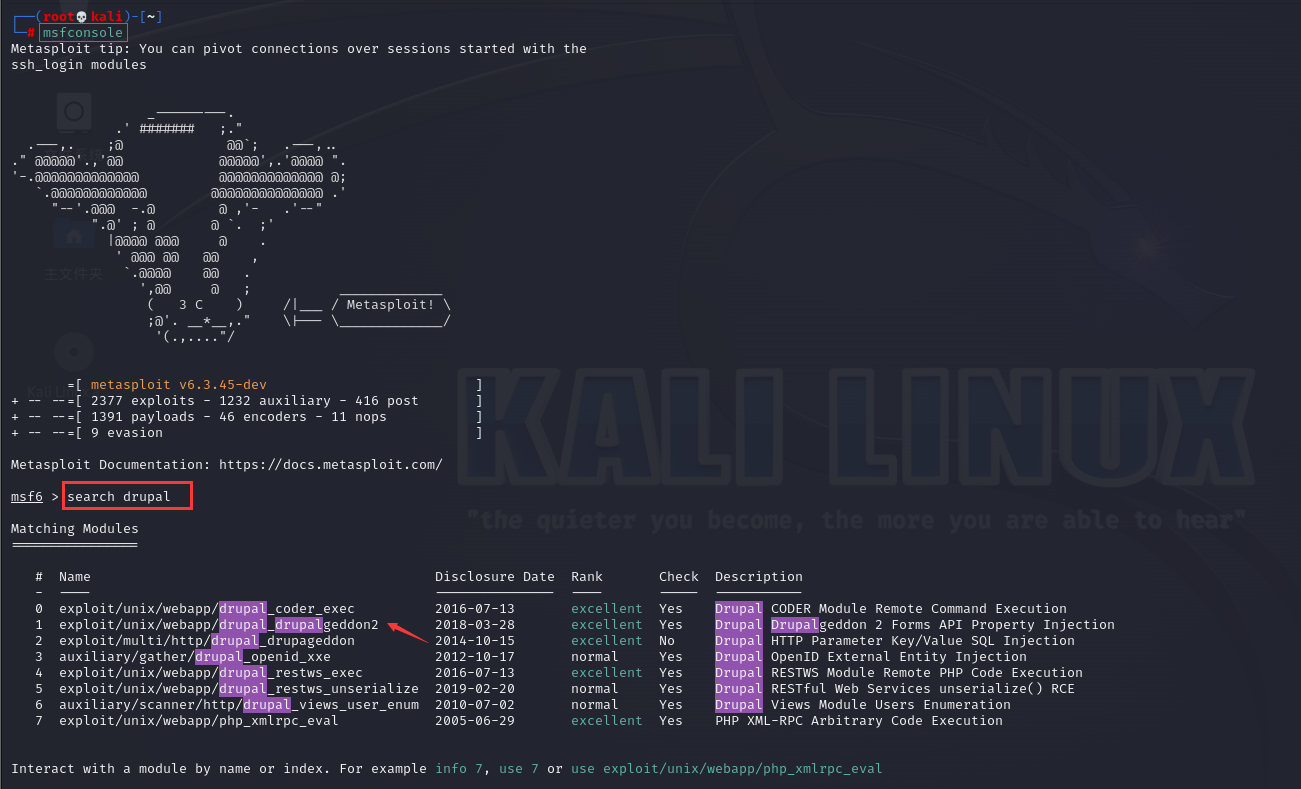 ┌──(root💀kali)-[~]
└─# msfconsole
Metasploit tip: You can pivot connections over sessions started with the
ssh_login modules
                 _---------.
             .' #######   ;."
  .---,.    ;@             @@`;   .---,..
." @@@@@'.,'@@            @@@@@',.'@@@@ ".
'-.@@@@@@@@@@@@@          @@@@@@@@@@@@@ @;
   `.@@@@@@@@@@@@        @@@@@@@@@@@@@@ .'
     "--'.@@@  -.@        @ ,'-   .'--"
          ".@' ; @       @ `.  ;'
            |@@@@ @@@     @    .
             ' @@@ @@   @@    ,
              `.@@@@    @@   .
                ',@@     @   ;           _____________
                 (   3 C    )     /|___ / Metasploit! \
                 ;@'. __*__,."    \|--- \_____________/
                  '(.,...."/
       =[ metasploit v6.3.45-dev                          ]
+ -- --=[ 2377 exploits - 1232 auxiliary - 416 post       ]
+ -- --=[ 1391 payloads - 46 encoders - 11 nops           ]
+ -- --=[ 9 evasion                                       ]
Metasploit Documentation: https://docs.metasploit.com/
msf6 > search drupal
Matching Modules
================
   #  Name                                           Disclosure Date  Rank       Check  Description
   -  ----                                           ---------------  ----       -----  -----------
   0  exploit/unix/webapp/drupal_coder_exec          2016-07-13       excellent  Yes    Drupal CODER Module Remote Command Execution
   1  exploit/unix/webapp/drupal_drupalgeddon2       2018-03-28       excellent  Yes    Drupal Drupalgeddon 2 Forms API Property Injection
   2  exploit/multi/http/drupal_drupageddon          2014-10-15       excellent  No     Drupal HTTP Parameter Key/Value SQL Injection
   3  auxiliary/gather/drupal_openid_xxe             2012-10-17       normal     Yes    Drupal OpenID External Entity Injection
   4  exploit/unix/webapp/drupal_restws_exec         2016-07-13       excellent  Yes    Drupal RESTWS Module Remote PHP Code Execution
   5  exploit/unix/webapp/drupal_restws_unserialize  2019-02-20       normal     Yes    Drupal RESTful Web Services unserialize() RCE
   6  auxiliary/scanner/http/drupal_views_user_enum  2010-07-02       normal     Yes    Drupal Views Module Users Enumeration
   7  exploit/unix/webapp/php_xmlrpc_eval            2005-06-29       excellent  Yes    PHP XML-RPC Arbitrary Code Execution
Interact with a module by name or index. For example info 7, use 7 or use exploit/unix/webapp/php_xmlrpc_eval
主文件夹
KALI LINUX
"the quieter you become, the more you are able to hear"